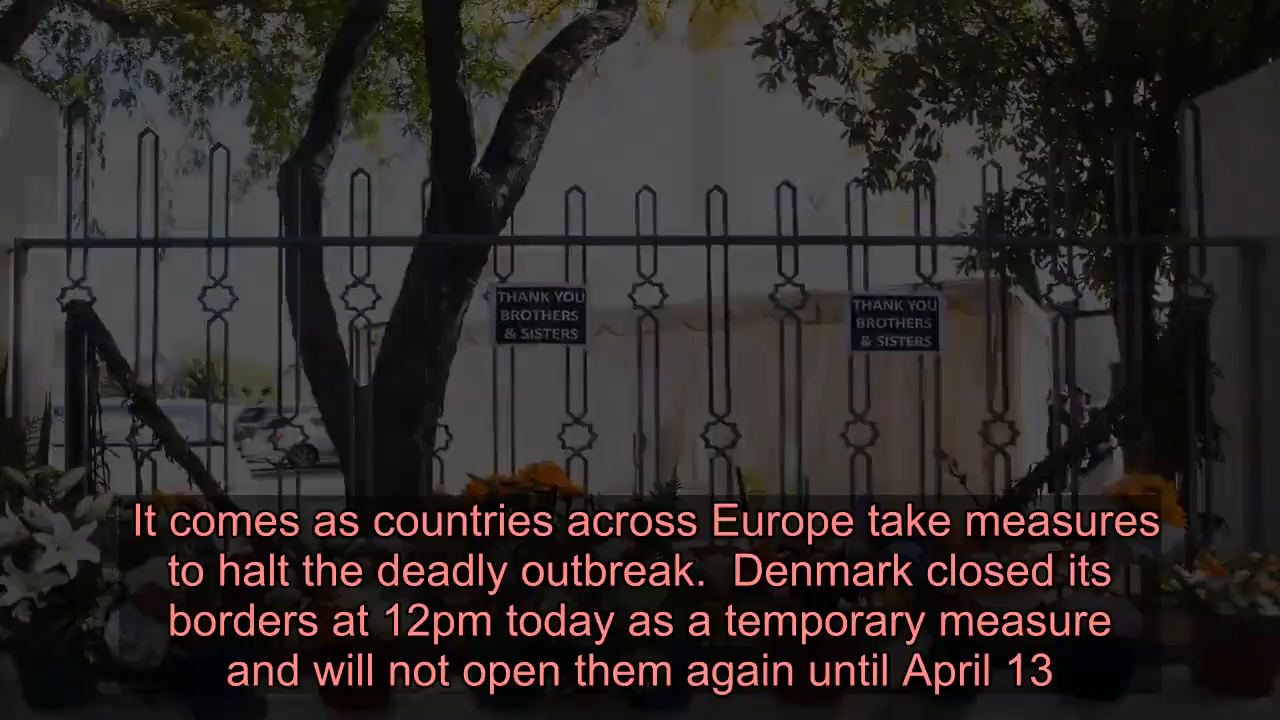 THANK YOU
BROTHERS
& SISTERS
THANK YOU
BROTHERS
& SISTERS
It comes as countries across Europe take measures
to halt the deadly outbreak.  Denmark closed its
borders at 12pm today as a temporary measure
and will not open them again until April 13